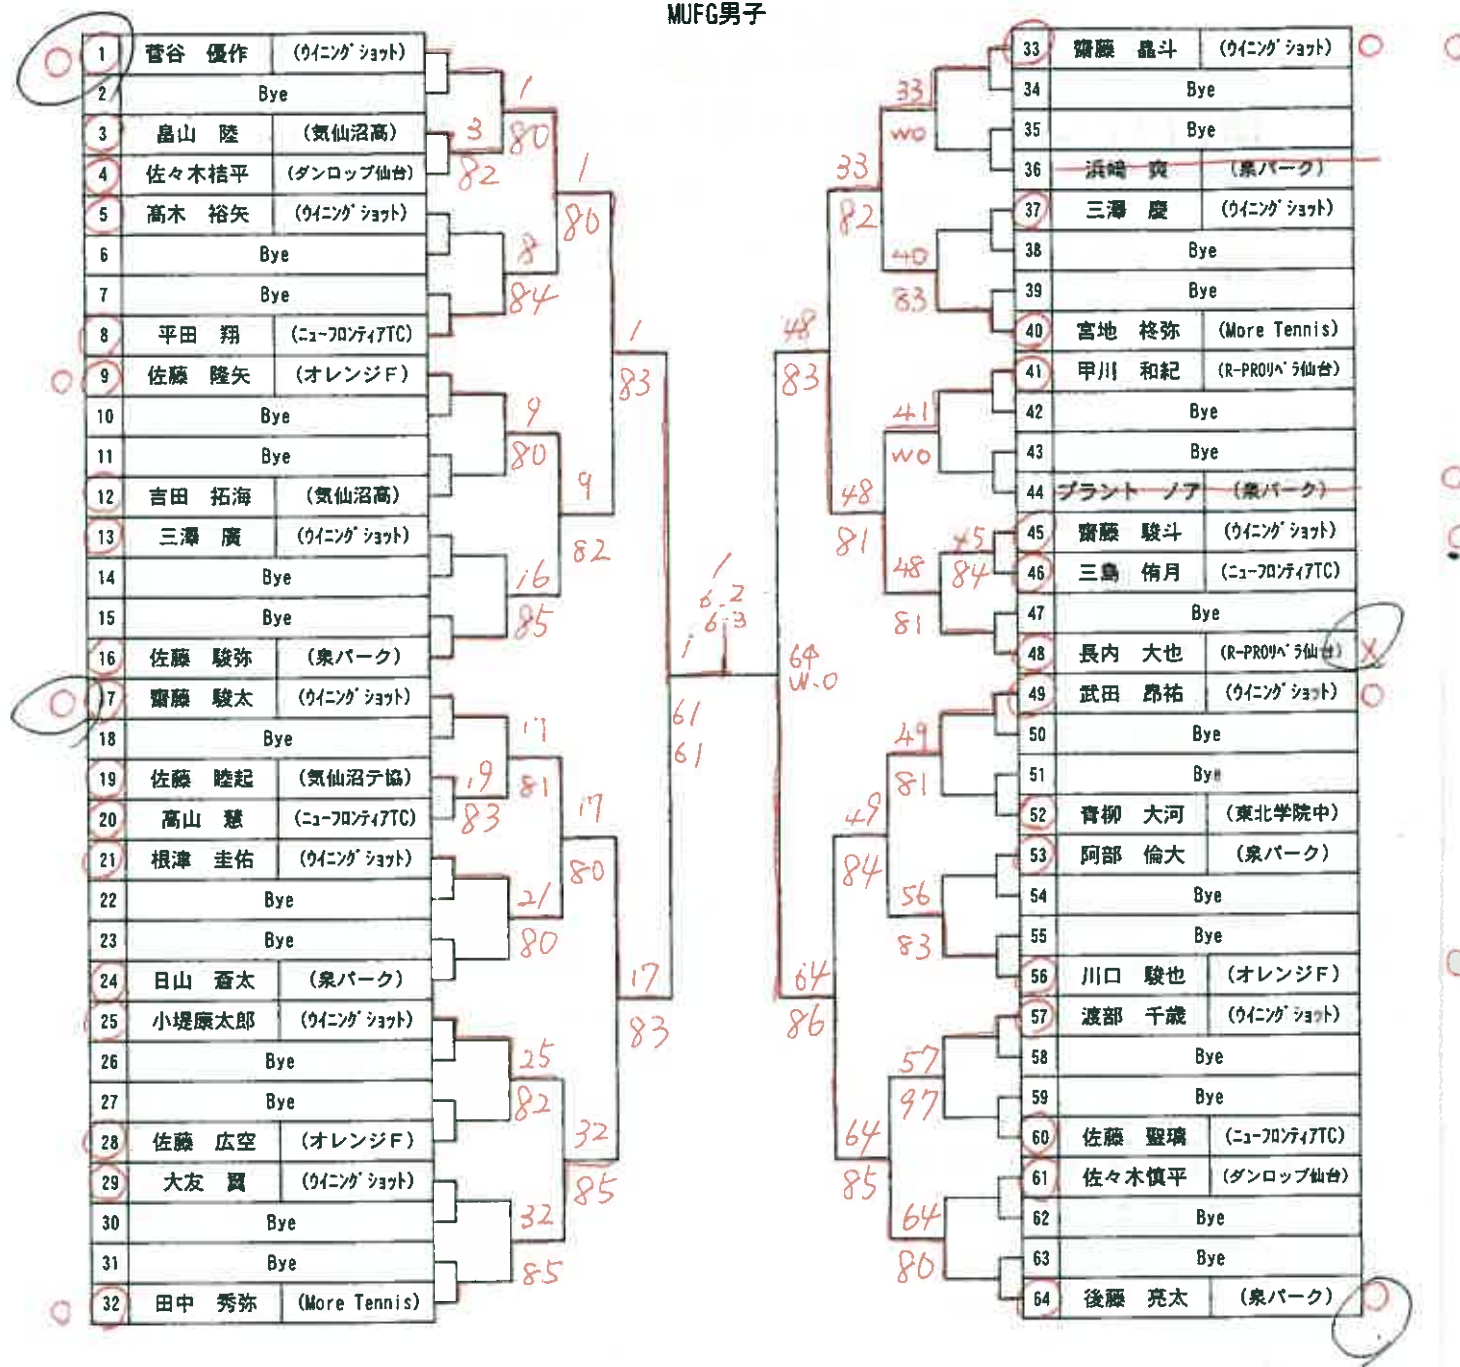 MUFG男子
1 菅谷 優作 (ウイニングショット)
2 Bye
3 畠山 陸 (気仙沼高)
4 佐々木桔平 (ダンロップ仙台)
5 髙木 裕矢 (ウイニングショット)
6 Bye
7 Bye
8 平田 翔 (ニューフロンティアTC)
9 佐藤 隆矢 (オレンジF)
10 Bye
11 Bye
12 吉田 拓海 (気仙沼高)
13 三澤 廣 (ウイニングショット)
14 Bye
15 Bye
16 佐藤 駿弥 (泉パーク)
17 齋藤 駿太 (ウイニングショット)
18 Bye
19 佐藤 睦起 (気仙沼テ協)
20 高山 慧 (ニューフロンティアTC)
21 根津 圭佑 (ウイニングショット)
22 Bye
23 Bye
24 日山 蒼太 (泉パーク)
25 小堤康太郎 (ウイニングショット)
26 Bye
27 Bye
28 佐藤 広空 (オレンジF)
29 大友 翼 (ウイニングショット)
30 Bye
31 Bye
32 田中 秀弥 (More Tennis)
3
82
19
83
1
80
8
84
9
80
16
85
17
81
21
80
25
82
32
85
1
80
9
82
17
80
32
85
1
83
17
83
1
61
61
1
6-2
6-3
64
W.O
48
83
64
86
33
82
48
81
49
84
64
85
33
WO
40
83
41
WO
48
81
49
81
56
83
57
97
64
80
45
84
33 齋藤 晶斗 (ウイニングショット)
34 Bye
35 Bye
36 浜崎 爽 (泉パーク)
37 三澤 慶 (ウイニングショット)
38 Bye
39 Bye
40 宮地 柊弥 (More Tennis)
41 甲川 和紀 (R-PROリベラ仙台)
42 Bye
43 Bye
44 プラント ノア (泉パーク)
45 齋藤 駿斗 (ウイニングショット)
46 三島 侑月 (ニューフロンティアTC)
47 Bye
48 長内 大也 (R-PROリベラ仙台)
49 武田 昴祐 (ウイニングショット)
50 Bye
51 Bye
52 青柳 大河 (東北学院中)
53 阿部 倫大 (泉パーク)
54 Bye
55 Bye
56 川口 駿也 (オレンジF)
57 渡部 千歳 (ウイニングショット)
58 Bye
59 Bye
60 佐藤 聖璃 (ニューフロンティアTC)
61 佐々木慎平 (ダンロップ仙台)
62 Bye
63 Bye
64 後藤 亮太 (泉パーク)